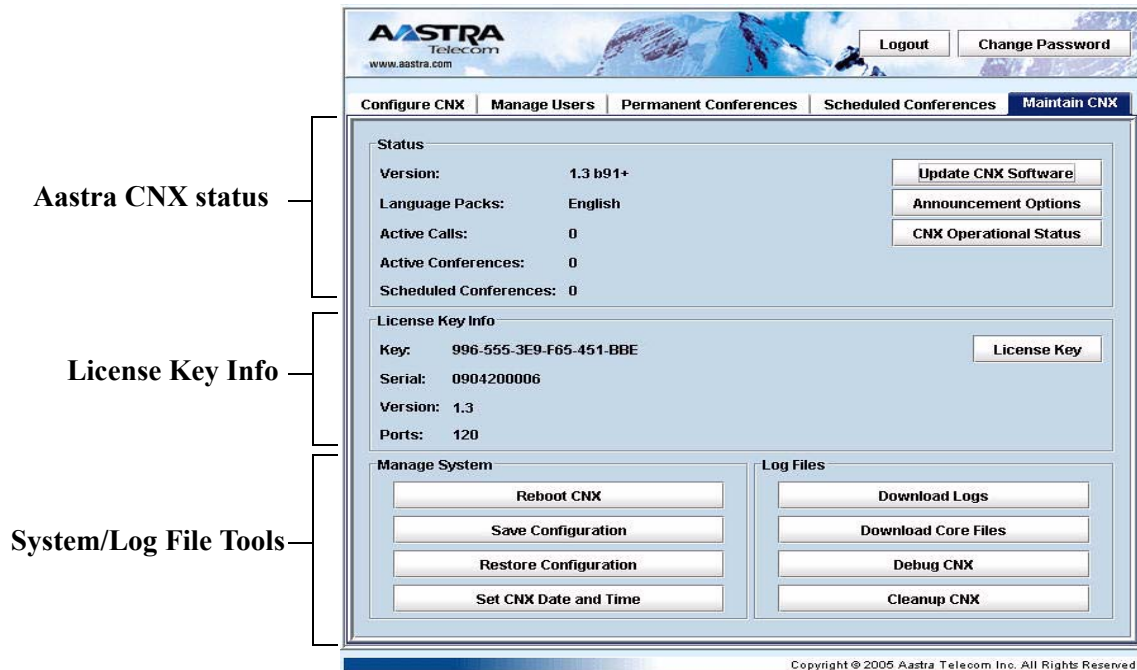 AASTRA
Telecom
www.aastra.com
Logout
Change Password
Configure CNX
Manage Users
Permanent Conferences
Scheduled Conferences
Maintain CNX
Aastra CNX status
Status
Version: 1.3 b91+
Update CNX Software
Language Packs: English
Announcement Options
Active Calls: 0
CNX Operational Status
Active Conferences: 0
Scheduled Conferences: 0
License Key Info
License Key Info
Key: 996-555-3E9-F65-451-BBE
License Key
Serial: 0904200006
Version: 1.3
Ports: 120
System/Log File Tools
Manage System
Reboot CNX
Save Configuration
Restore Configuration
Set CNX Date and Time
Log Files
Download Logs
Download Core Files
Debug CNX
Cleanup CNX
Copyright © 2005 Aastra Telecom Inc. All Rights Reserved